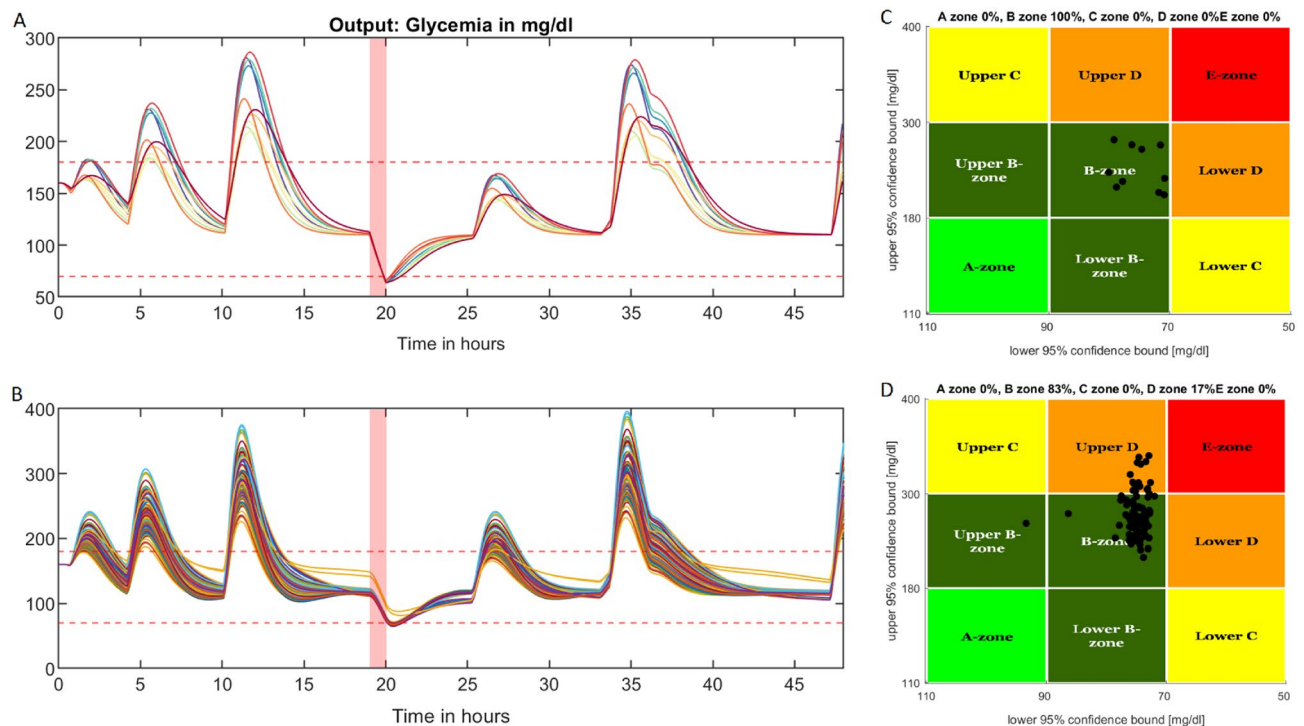 A
Output: Glycemia in mg/dl
300
250
200
150
100
50
0 5 10 15 20 25 30 35 40 45
Time in hours
B
400
350
300
250
200
150
100
50
0
0 5 10 15 20 25 30 35 40 45
Time in hours
C
A zone 0%, B zone 100%, C zone 0%, D zone 0%E zone 0%
upper 95% confidence bound [mg/dl]
400
Upper C Upper D E-zone
300
Upper B-
zone
B-zone
Lower D
180
A-zone
Lower B-
zone
Lower C
110
110 90 70 50
lower 95% confidence bound [mg/dl]
D
A zone 0%, B zone 83%, C zone 0%, D zone 17%E zone 0%
upper 95% confidence bound [mg/dl]
400
Upper C Upper D E-zone
300
Upper B-
zone
B-zone
Lower D
180
A-zone
Lower B-
zone
Lower C
110
110 90 70 50
lower 95% confidence bound [mg/dl]